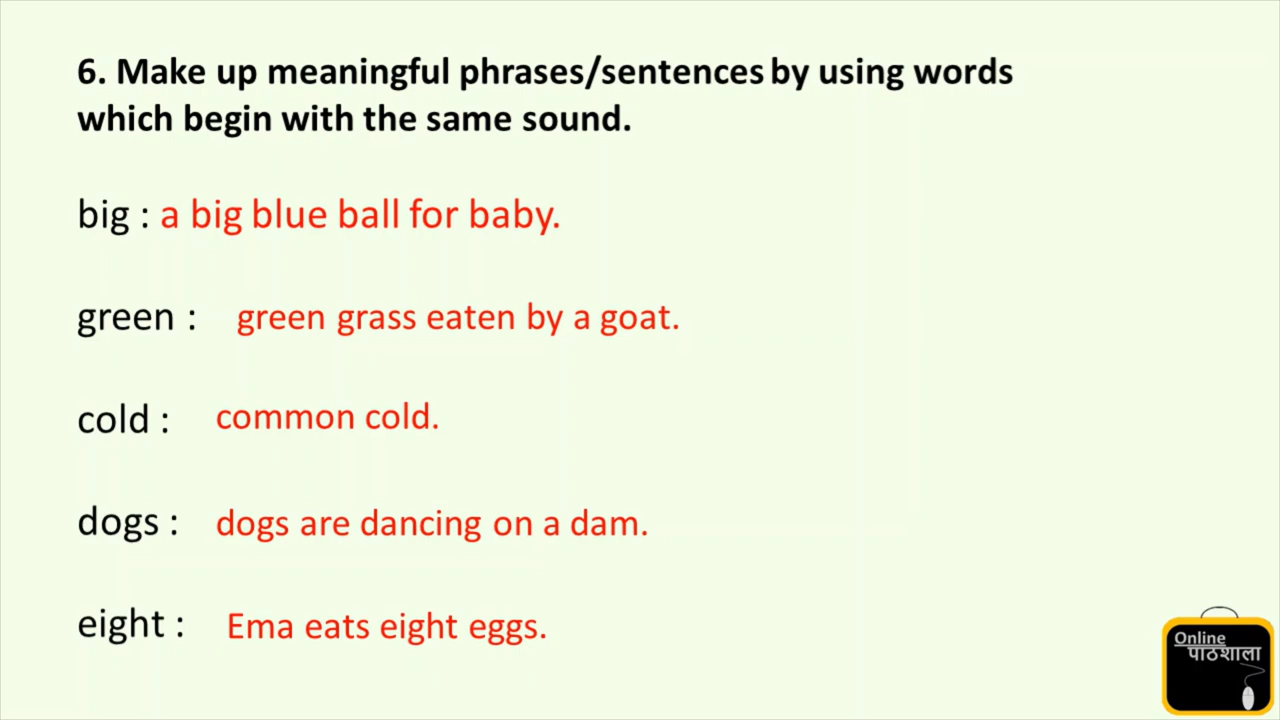 6. Make up meaningful phrases/sentences by using words
which begin with the same sound.
big : a big blue ball for baby.
green : green grass eaten by a goat.
cold : common cold.
dogs : dogs are dancing on a dam.
eight : Ema eats eight eggs.
Online
पाठशाला